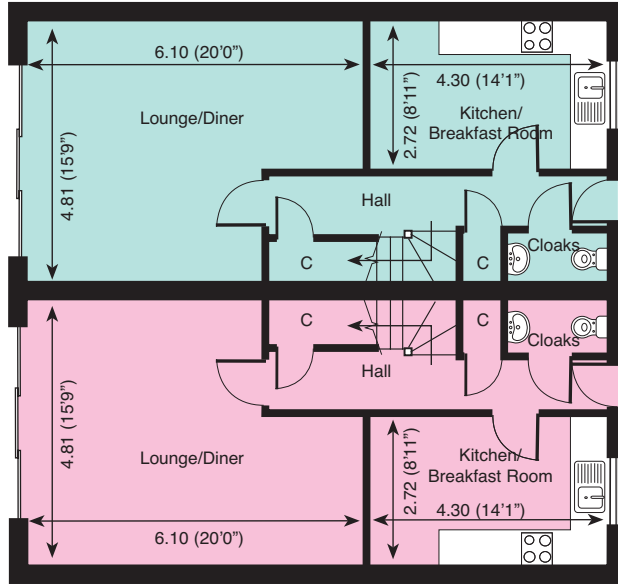 6.10 (20'0")
4.30 (14'1")
2.72 (8'11")
Lounge/Diner
Kitchen/
Breakfast Room
4.81 (15'9")
Hall
Cloaks
C
C
C
C
Cloaks
Hall
4.81 (15'9")
Lounge/Diner
Kitchen/
Breakfast Room
2.72 (8'11")
4.30 (14'1")
6.10 (20'0")